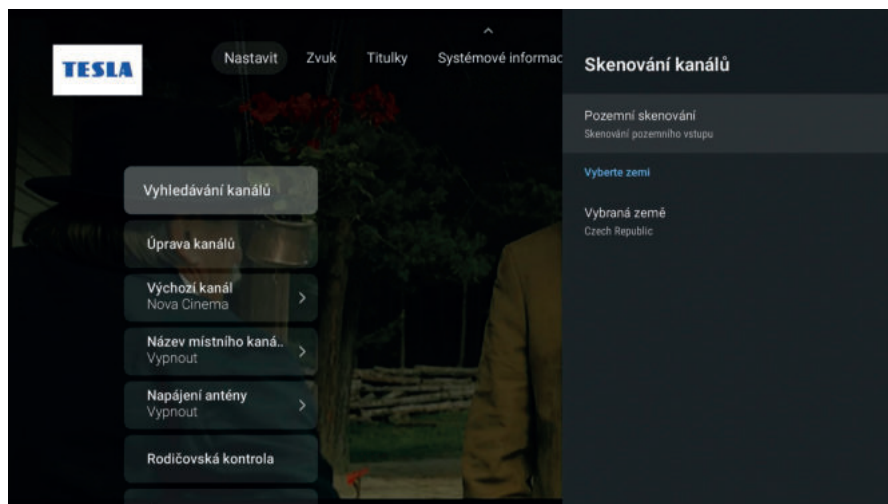 TESLA
Nastavit Zvuk Titulky Systémové informac
Vyhledávání kanálů
Úprava kanálů
Výchozí kanál
Nova Cinema
Název místního kaná..
Vypnout
Napájení antény
Vypnout
Rodičovská kontrola
Skenování kanálů
Pozemní skenování
Skenování pozemního vstupu
Vyberte zemi
Vybraná země
Czech Republic